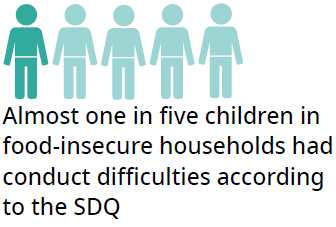 Almost one in five children in
food-insecure households had
conduct difficulties according
to the SDQ